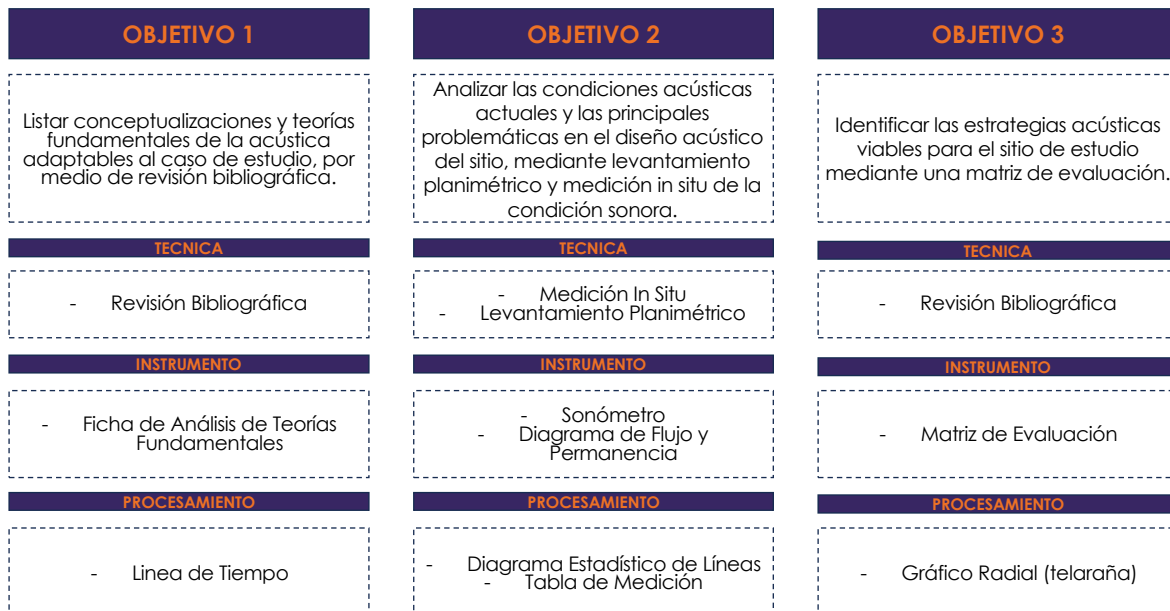 OBJETIVO 1
Listar conceptualizaciones y teorías
fundamentales de la acústica
adaptables al caso de estudio, por
medio de revisión bibliográfica.
TECNICA
- Revisión Bibliográfica
INSTRUMENTO
- Ficha de Análisis de Teorías
Fundamentales
PROCESAMIENTO
- Linea de Tiempo
OBJETIVO 2
Analizar las condiciones acústicas
actuales y las principales
problemáticas en el diseño acústico
del sitio, mediante levantamiento
planimétrico y medición in situ de la
condición sonora.
TECNICA
- Medición In Situ
- Levantamiento Planimétrico
INSTRUMENTO
- Sonómetro
- Diagrama de Flujo y
Permanencia
PROCESAMIENTO
- Diagrama Estadístico de Líneas
- Tabla de Medición
OBJETIVO 3
Identificar las estrategias acústicas
viables para el sitio de estudio
mediante una matriz de evaluación.
TECNICA
- Revisión Bibliográfica
INSTRUMENTO
- Matriz de Evaluación
PROCESAMIENTO
- Gráfico Radial (telaraña)